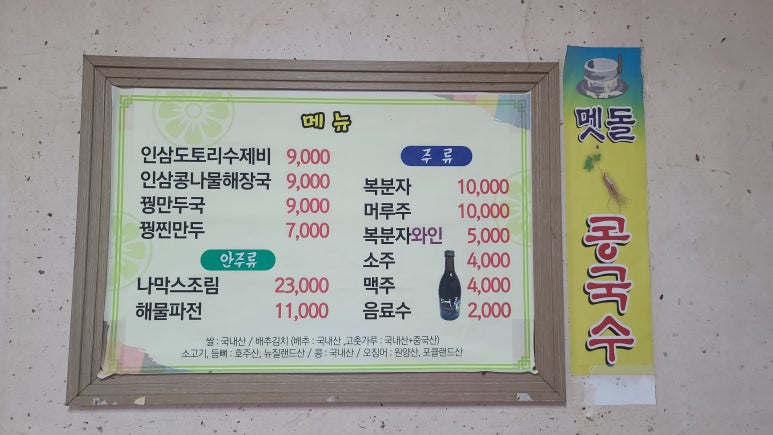 메뉴
인삼도토리수제비 9,000
인삼콩나물해장국 9,000
꿩만두국 9,000
꿩찐만두 7,000
안주류
나막스조림 23,000
해물파전 11,000
주류
복분자 10,000
머루주 10,000
복분자와인 5,000
소주 4,000
맥주 4,000
음료수 2,000
쌀 : 국내산 / 배추김치 (배추 : 국내산 ,고춧가루 : 국내산+중국산)
소고기, 듬뼈 : 호주산, 뉴질랜드산 / 콩 : 국내산 / 오징어 : 원양산, 포클랜드산
멧돌
콩국수